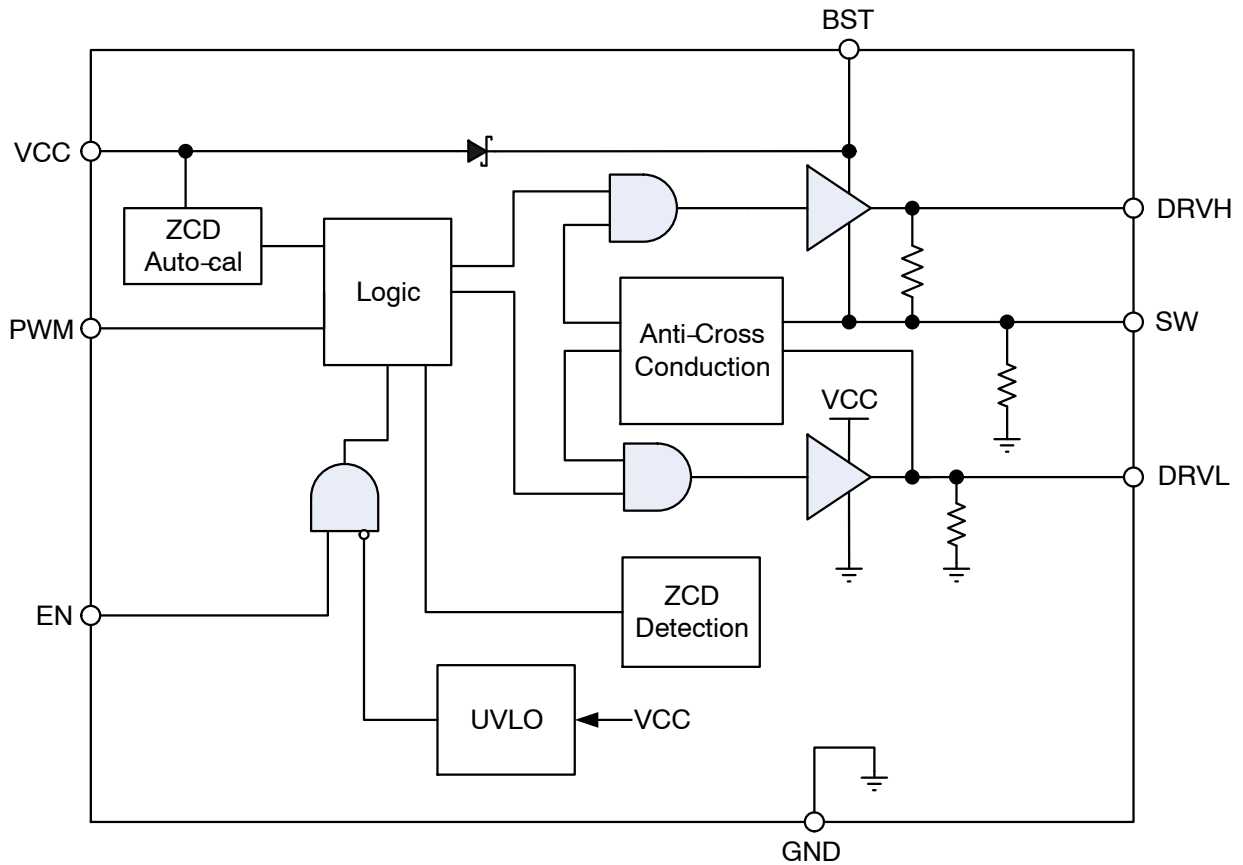 BST
VCC
DRVH
ZCD
Auto-cal
Logic
PWM
SW
Anti-Cross
Conduction
VCC
DRVL
EN
ZCD
Detection
UVLO
VCC
GND